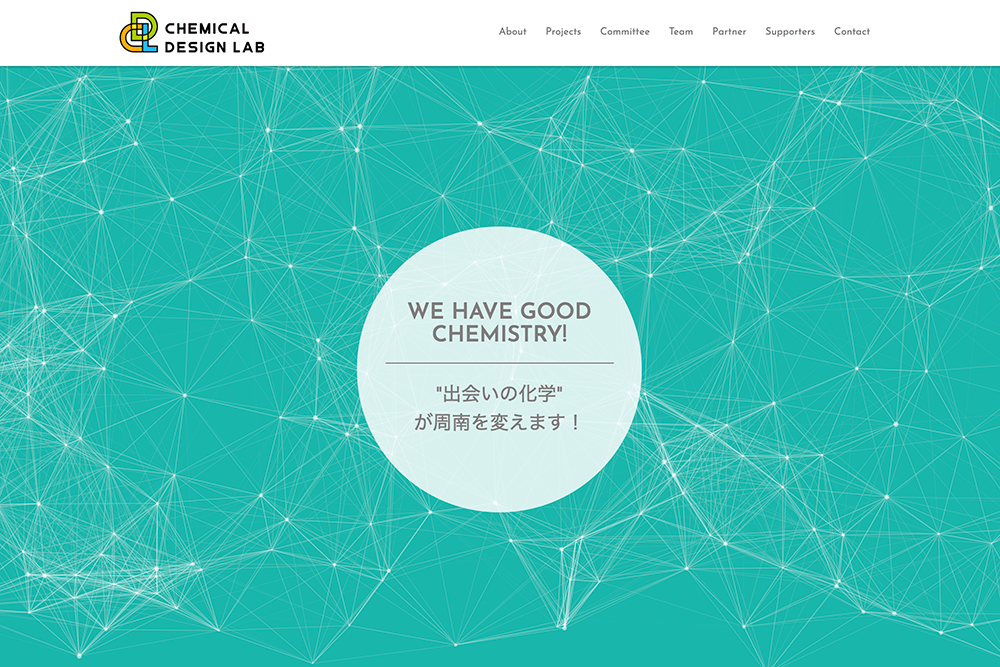 CHEMICAL
DESIGN LAB
About Projects Committee Team Partner Supporters Contact
WE HAVE GOOD
CHEMISTRY!
"出会いの化学"
が周南を変えます！